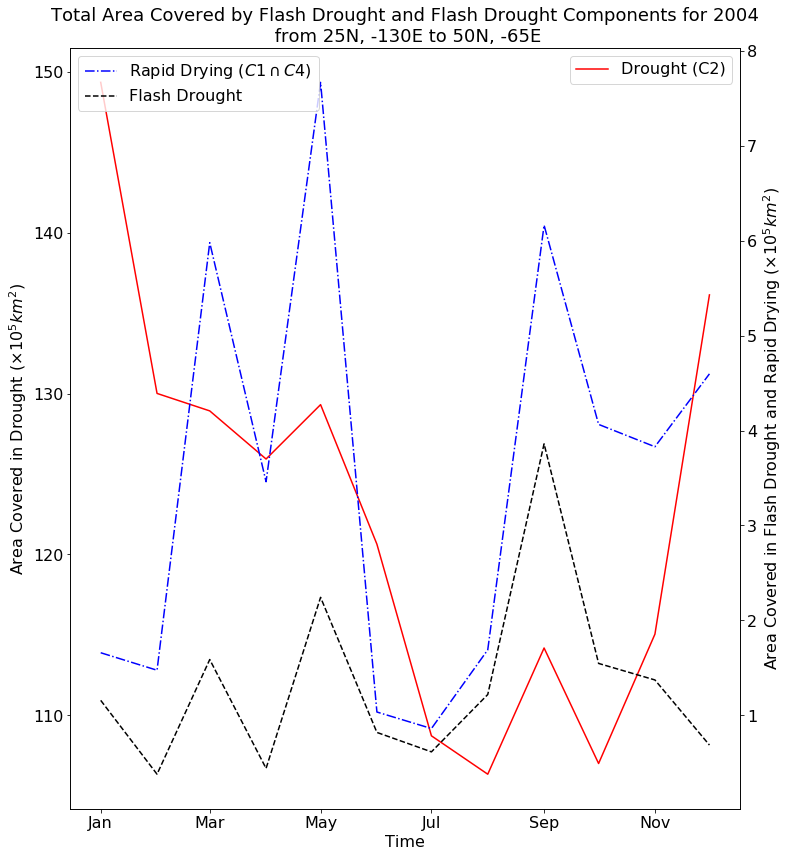 Total Area Covered by Flash Drought and Flash Drought Components for 2004
from 25N, -130E to 50N, -65E
Rapid Drying (C1 ∩ C4)
Flash Drought
Drought (C2)
Area Covered in Drought (×10⁵km²)
150
140
130
120
110
8
7
6
5
4
3
2
1
Area Covered in Flash Drought and Rapid Drying (×10⁵km²)
Jan Mar May Jul Sep Nov
Time